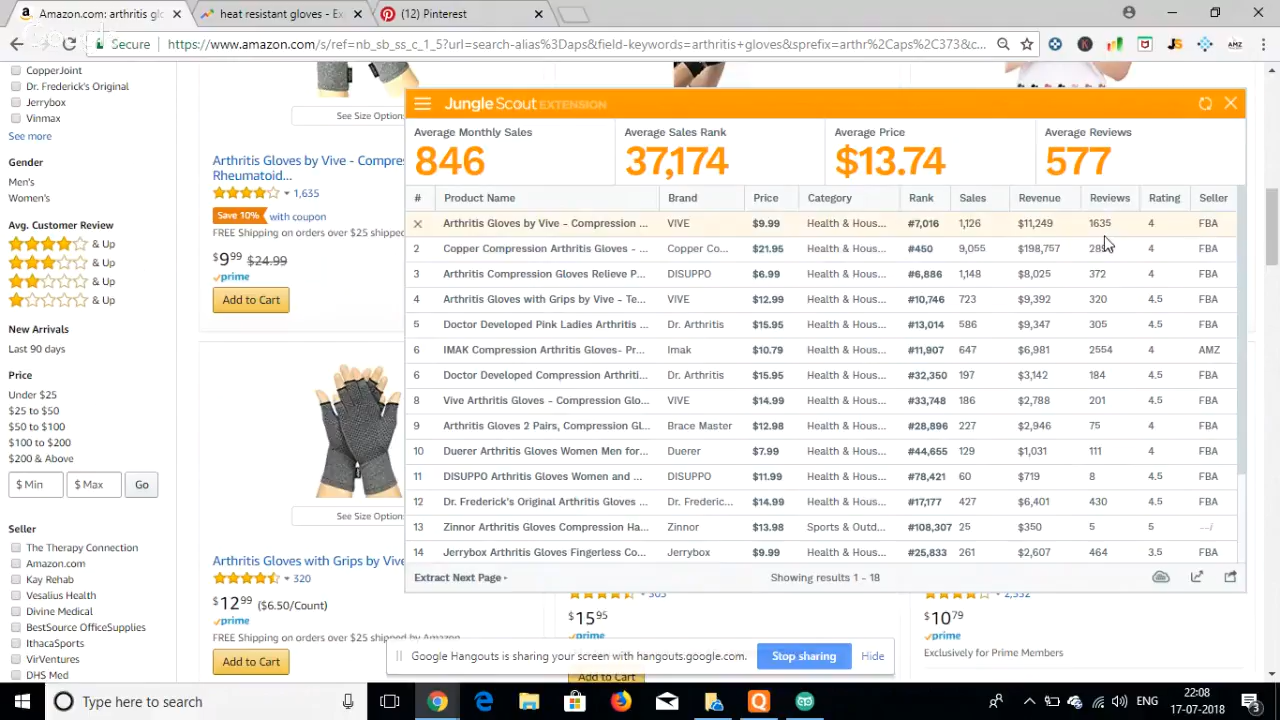 Amazon.com: arthritis glo
heat resistant gloves - Ex
(12) Pinterest
Secure
https://www.amazon.com/s/ref=nb_sb_ss_c_1_5?url=search-alias%3Daps&field-keywords=arthritis+gloves&sprefix=arthr%2Caps%2C373&c...
CopperJoint
Dr. Frederick's Original
Jerrybox
Vinmax
See more
Gender
Men's
Women's
Avg. Customer Review
& Up
& Up
& Up
& Up
New Arrivals
Last 90 days
Price
Under $25
$25 to $50
$50 to $100
$100 to $200
$200 & Above
$ Min $ Max Go
Seller
The Therapy Connection
Amazon.com
Kay Rehab
Vesalius Health
Divine Medical
BestSource OfficeSupplies
IthacaSports
VirVentures
DHS Med
See Size Option
Arthritis Gloves by Vive - Compres
Rheumatoid...
1,635
Save 10% with coupon
FREE Shipping on orders over $25 shipped
$9 99 $24.99
prime
Add to Cart
See Size Option
Arthritis Gloves with Grips by Vive
320
$12 99 ($6.50/Count)
prime
FREE Shipping on orders over $25 shipped by Amazon
Add to Cart
Jungle Scout EXTENSION
Average Monthly Sales Average Sales Rank Average Price Average Reviews
846 37,174 $13.74 577
# Product Name Brand Price Category Rank Sales Revenue Reviews Rating Seller
Arthritis Gloves by Vive - Compression ... VIVE $9.99 Health & Hous... #7,016 1,126 $11,249 1635 4 FBA
2 Copper Compression Arthritis Gloves - ... Copper Co... $21.95 Health & Hous... #450 9,055 $198,757 4 FBA
3 Arthritis Compression Gloves Relieve P... DISUPPO $6.99 Health & Hous... #6,886 1,148 $8,025 372 4 FBA
4 Arthritis Gloves with Grips by Vive - Te... VIVE $12.99 Health & Hous... #10,746 723 $9,392 320 4.5 FBA
5 Doctor Developed Pink Ladies Arthritis ... Dr. Arthritis $15.95 Health & Hous... #13,014 586 $9,347 305 4.5 FBA
6 IMAK Compression Arthritis Gloves- Pr... Imak $10.79 Health & Hous... #11,907 647 $6,981 2554 4 AMZ
6 Doctor Developed Compression Arthriti... Dr. Arthritis $15.95 Health & Hous... #32,350 197 $3,142 184 4.5 FBA
8 Vive Arthritis Gloves - Compression Glo... VIVE $14.99 Health & Hous... #33,748 186 $2,788 201 4.5 FBA
9 Arthritis Gloves 2 Pairs, Compression Gl... Brace Master $12.98 Health & Hous... #28,896 227 $2,946 75 4 FBA
10 Duerer Arthritis Gloves Women Men for... Duerer $7.99 Health & Hous... #44,655 129 $1,031 111 4 FBA
11 DISUPPO Arthritis Gloves Women and ... DISUPPO $11.99 Health & Hous... #78,421 60 $719 8 4.5 FBA
12 Dr. Frederick's Original Arthritis Gloves ... Dr. Frederic... $14.99 Health & Hous... #17,177 427 $6,401 430 4.5 FBA
13 Zinnor Arthritis Gloves Compression Ha... Zinnor $13.98 Sports & Outd... #108,307 25 $350 5 5 --i
14 Jerrybox Arthritis Gloves Fingerless Co... Jerrybox $9.99 Health & Hous... #25,833 261 $2,607 464 3.5 FBA
Extract Next Page Showing results 1 - 18
$15 95
prime
Add to Cart
$10 79
prime
Exclusively for Prime Members
Google Hangouts is sharing your screen with hangouts.google.com. Stop sharing Hide
Type here to search
ENG
22:08
17-07-2018
3